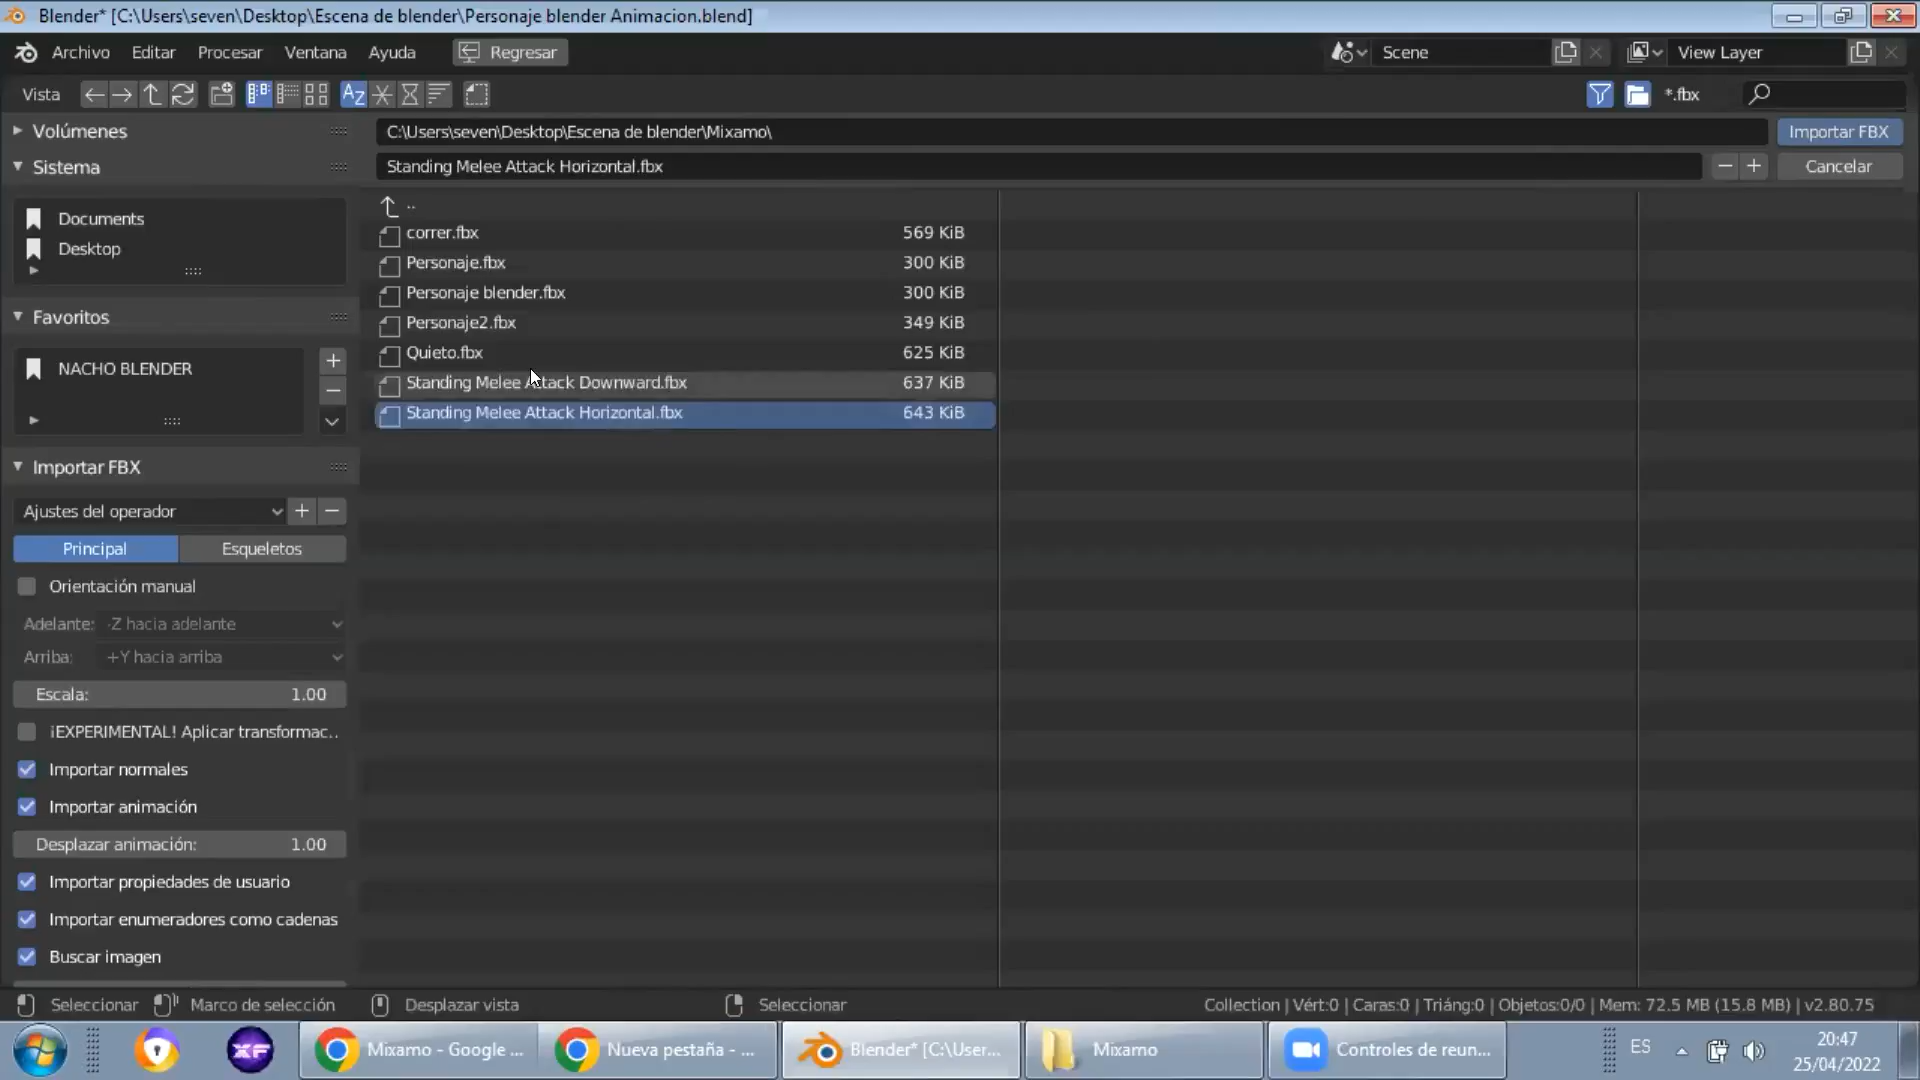 Blender* [C:\Users\seven\Desktop\Escena de blender\Personaje blender Animacion.blend]
Archivo Editar Procesar Ventana Ayuda Regresar Scene View Layer
Vista *.fbx
Volúmenes
C:\Users\seven\Desktop\Escena de blender\Mixamo\ Importar FBX
Sistema
Standing Melee Attack Horizontal.fbx Cancelar
Documents
Desktop
Favoritos
NACHO BLENDER
Importar FBX
Ajustes del operador
Principal Esqueletos
Orientación manual
Adelante: -Z hacia adelante
Arriba: +Y hacia arriba
Escala: 1.00
¡EXPERIMENTAL! Aplicar transformac..
Importar normales
Importar animación
Desplazar animación: 1.00
Importar propiedades de usuario
Importar enumeradores como cadenas
Buscar imagen
..
correr.fbx 569 KiB
Personaje.fbx 300 KiB
Personaje blender.fbx 300 KiB
Personaje2.fbx 349 KiB
Quieto.fbx 625 KiB
Standing Melee Attack Downward.fbx 637 KiB
Standing Melee Attack Horizontal.fbx 643 KiB
Seleccionar Marco de selección Desplazar vista Seleccionar Collection | Vért:0 | Caras:0 | Triáng:0 | Objetos:0/0 | Mem: 72.5 MB (15.8 MB) | v2.80.75
XF Mixamo - Google ... Nueva pestaña - ... Blender* [C:\User... Mixamo Controles de reun... ES 20:47
25/04/2022